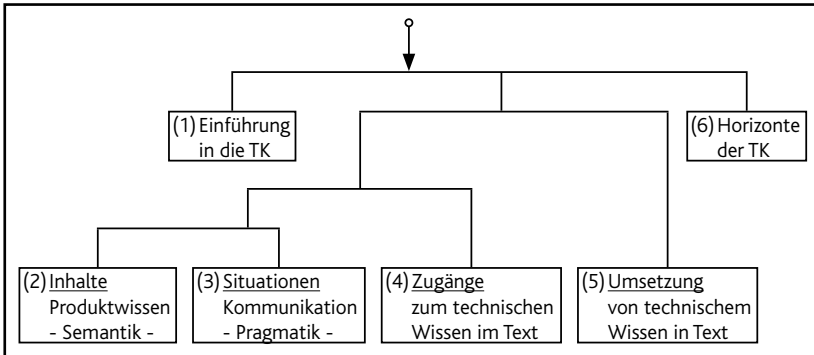 (1) Einführung
in die TK
(6) Horizonte
der TK
(2) Inhalte
Produktwissen
- Semantik -
(3) Situationen
Kommunikation
- Pragmatik -
(4) Zugänge
zum technischen
Wissen im Text
(5) Umsetzung
von technischem
Wissen in Text